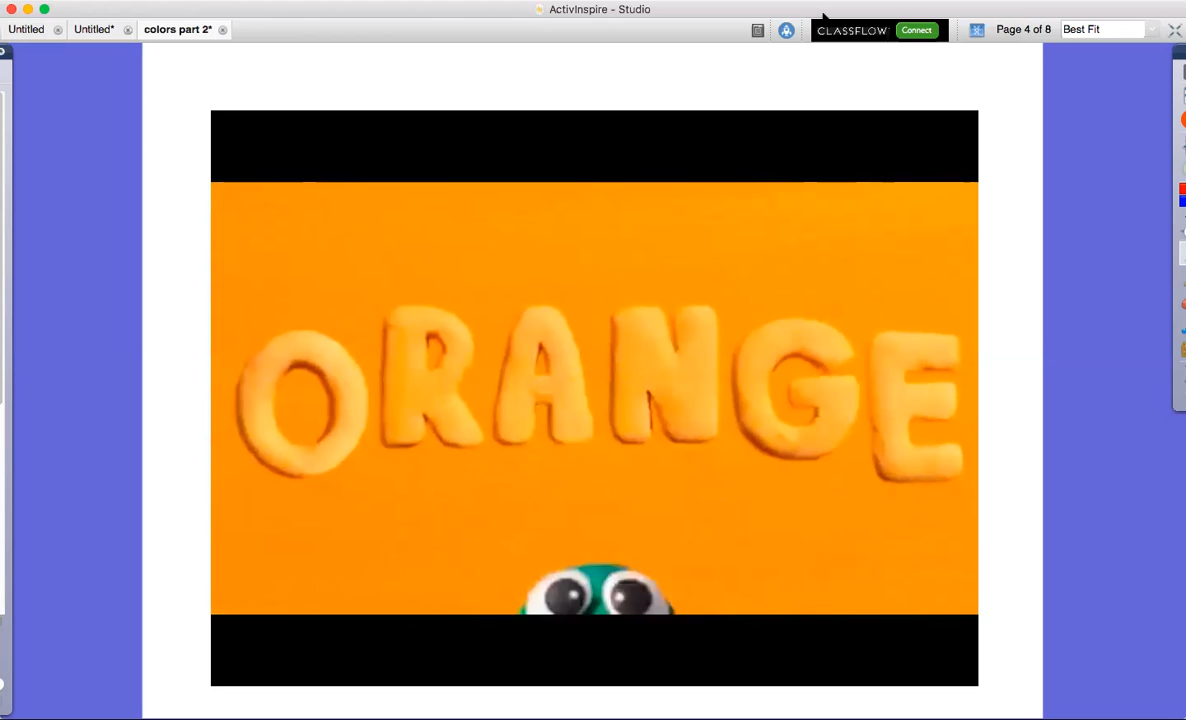 ActivInspire - Studio
Untitled
Untitled*
colors part 2*
CLASSFLOW
Connect
Page 4 of 8
Best Fit
ORANGE